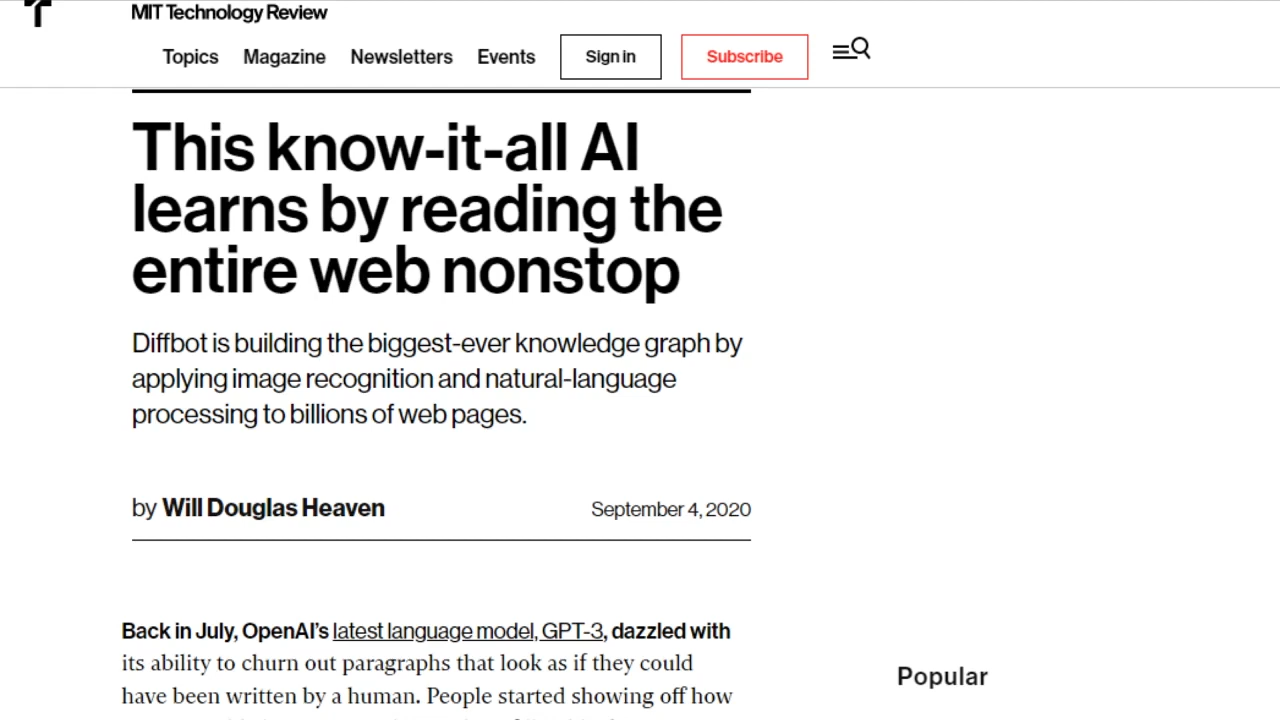 MIT Technology Review
Topics Magazine Newsletters Events Sign in Subscribe
This know-it-all AI
learns by reading the
entire web nonstop
Diffbot is building the biggest-ever knowledge graph by
applying image recognition and natural-language
processing to billions of web pages.
by Will Douglas Heaven September 4, 2020
Back in July, OpenAI’s latest language model, GPT-3, dazzled with
its ability to churn out paragraphs that look as if they could
have been written by a human. People started showing off how
Popular